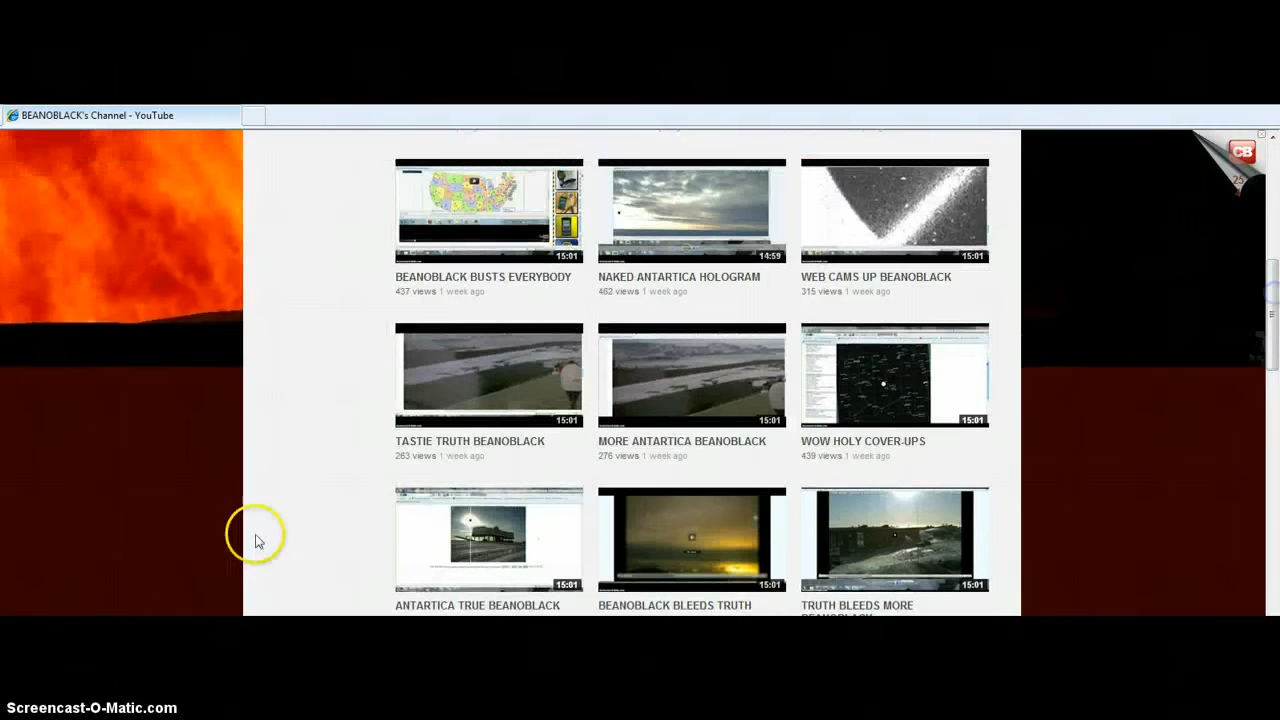 BEANOBLACK's Channel - YouTube
CB
25
15:01
14:59
15:01
BEANOBLACK BUSTS EVERYBODY
NAKED ANTARTICA HOLOGRAM
WEB CAMS UP BEANOBLACK
437 views 1 week ago
462 views 1 week ago
315 views 1 week ago
15:01
15:01
15:01
TASTIE TRUTH BEANOBLACK
MORE ANTARTICA BEANOBLACK
WOW HOLY COVER-UPS
263 views 1 week ago
276 views 1 week ago
439 views 1 week ago
15:01
15:01
15:01
ANTARTICA TRUE BEANOBLACK
BEANOBLACK BLEEDS TRUTH
TRUTH BLEEDS MORE
BEANOBLACK
Screencast-O-Matic.com